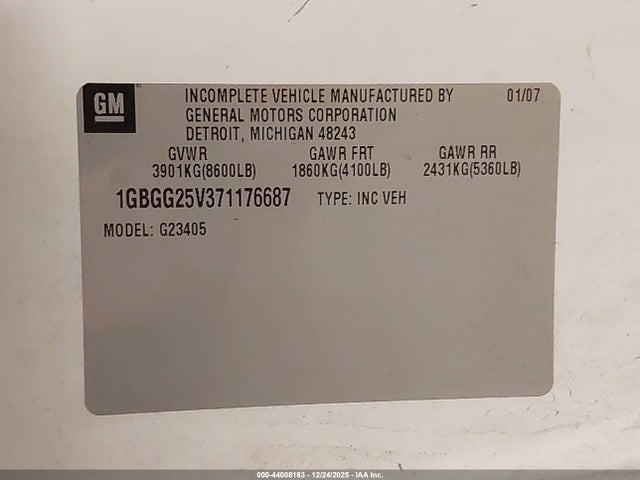 GM
INCOMPLETE VEHICLE MANUFACTURED BY 01/07
GENERAL MOTORS CORPORATION
DETROIT, MICHIGAN 48243
GVWR GAWR FRT GAWR RR
3901KG(8600LB) 1860KG(4100LB) 2431KG(5360LB)
1GBGG25V371176687 TYPE: INC VEH
MODEL: G23405
000-44008163 - 12/24/2025 - IAA Inc.